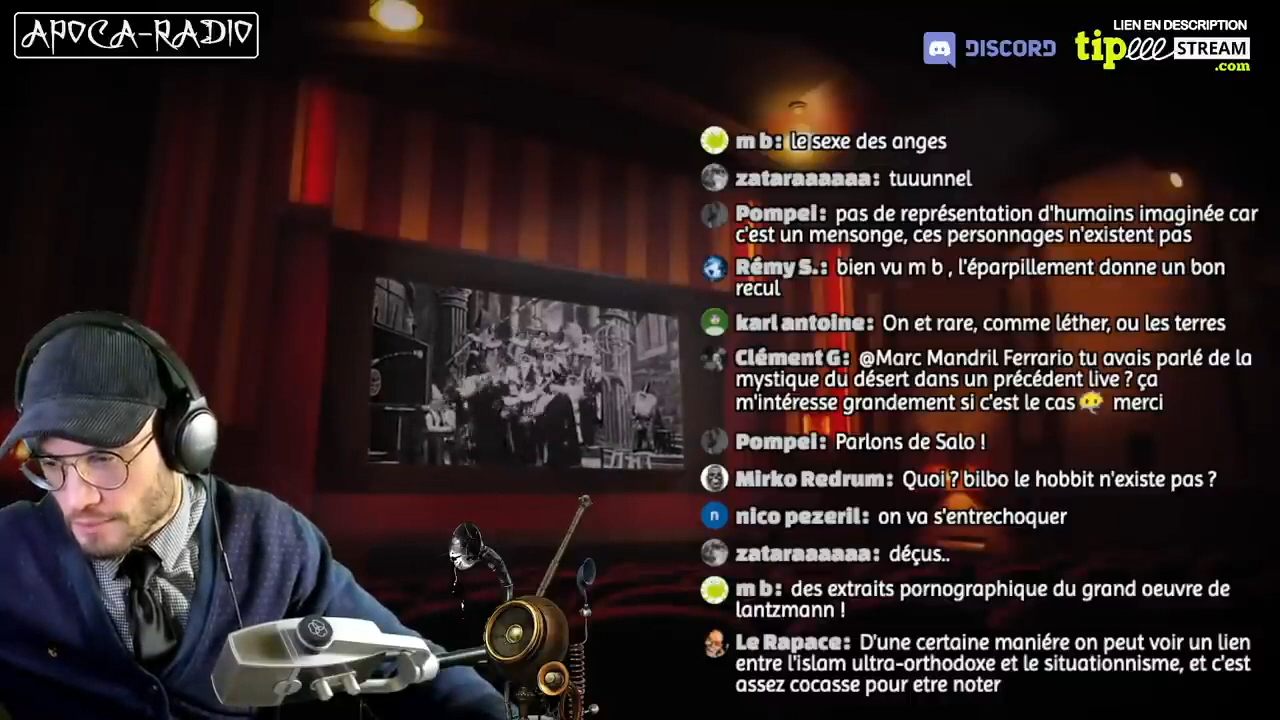 APOCA-RADIO
LIEN EN DESCRIPTION
DISCORD
tipeee STREAM
.com
m b : le sexe des anges
zataraaaaaa : tuuunnel
Pompei : pas de représentation d'humains imaginée car
c'est un mensonge, ces personnages n'existent pas
Rémy S. : bien vu m b , l'éparpillement donne un bon
recul
karl antoine : On et rare, comme léther, ou les terres
Clément G : @Marc Mandril Ferrario tu avais parlé de la
mystique du désert dans un précédent live ? ça
m'intéresse grandement si c'est le cas merci
Pompei : Parlons de Salo !
Mirko Redrum : Quoi ? bilbo le hobbit n'existe pas ?
n
nico pezeril : on va s'entrechoquer
zataraaaaaa : déçus..
m b : des extraits pornographique du grand oeuvre de
lantzmann !
Le Rapace : D'une certaine maniére on peut voir un lien
entre l'islam ultra-orthodoxe et le situationnisme, et c'est
assez cocasse pour etre noter